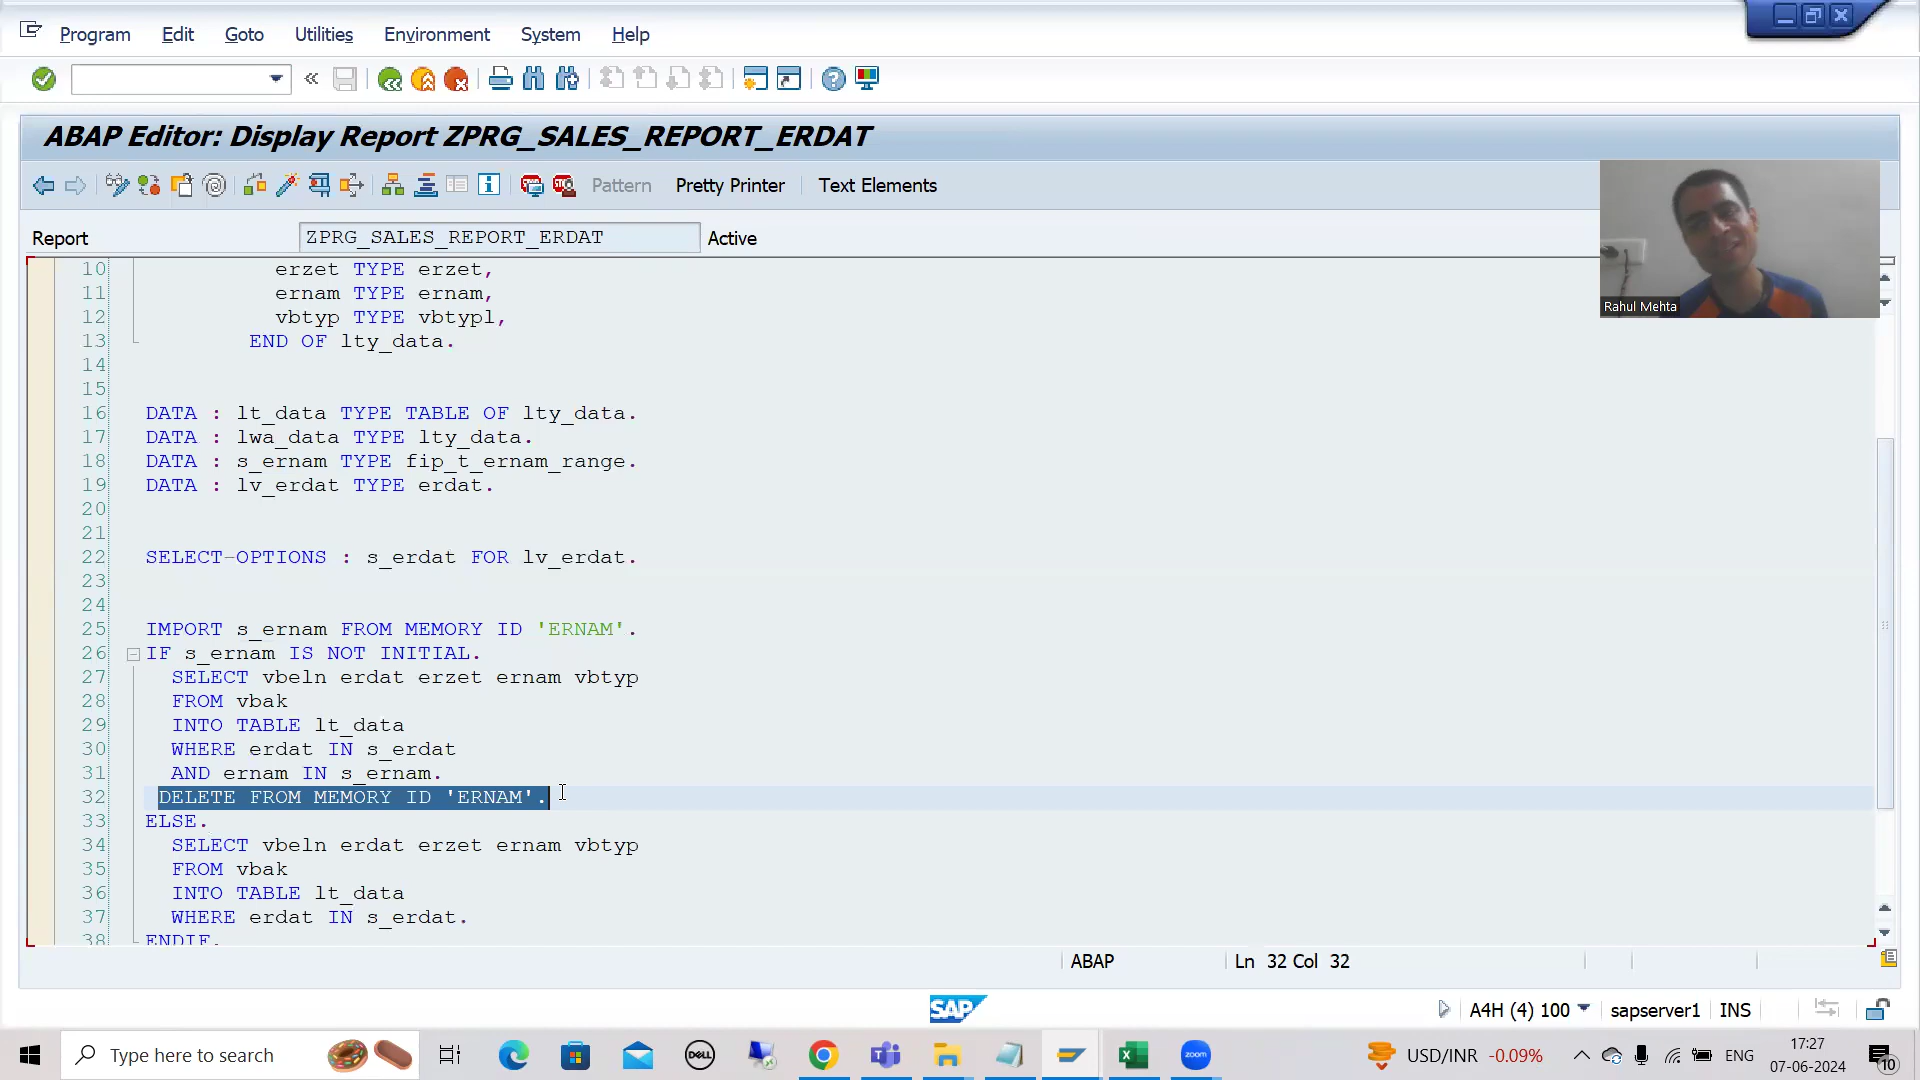 Program Edit Goto Utilities Environment System Help
ABAP Editor: Display Report ZPRG_SALES_REPORT_ERDAT
Pattern Pretty Printer Text Elements
Report ZPRG_SALES_REPORT_ERDAT Active
Rahul Mehta
10 erzet TYPE erzet,
11 ernam TYPE ernam,
12 vbtyp TYPE vbtypl,
13 END OF lty_data.
14
15
16 DATA : lt_data TYPE TABLE OF lty_data.
17 DATA : lwa_data TYPE lty_data.
18 DATA : s_ernam TYPE fip_t_ernam_range.
19 DATA : lv_erdat TYPE erdat.
20
21
22 SELECT-OPTIONS : s_erdat FOR lv_erdat.
23
24
25 IMPORT s_ernam FROM MEMORY ID 'ERNAM'.
26 IF s_ernam IS NOT INITIAL.
27 SELECT vbeln erdat erzet ernam vbtyp
28 FROM vbak
29 INTO TABLE lt_data
30 WHERE erdat IN s_erdat
31 AND ernam IN s_ernam.
32 DELETE FROM MEMORY ID 'ERNAM'.
33 ELSE.
34 SELECT vbeln erdat erzet ernam vbtyp
35 FROM vbak
36 INTO TABLE lt_data
37 WHERE erdat IN s_erdat.
38 ENDIF.
ABAP Ln 32 Col 32
SAP
A4H (4) 100 sapserver1 INS
Type here to search
DELL
zoom
USD/INR -0.09%
ENG
17:27
07-06-2024
10